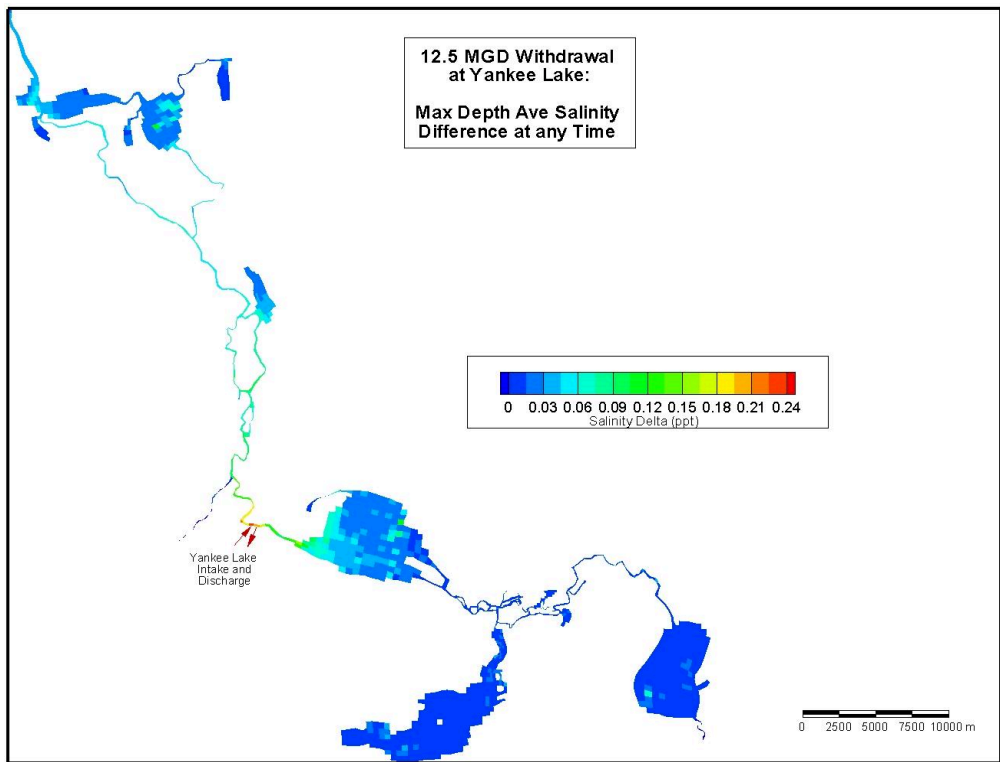 12.5 MGD Withdrawal
at Yankee Lake:
Max Depth Ave Salinity
Difference at any Time
0 0.03 0.06 0.09 0.12 0.15 0.18 0.21 0.24
Salinity Delta (ppt)
Yankee Lake
Intake and
Discharge
0 2500 5000 7500 10000 m